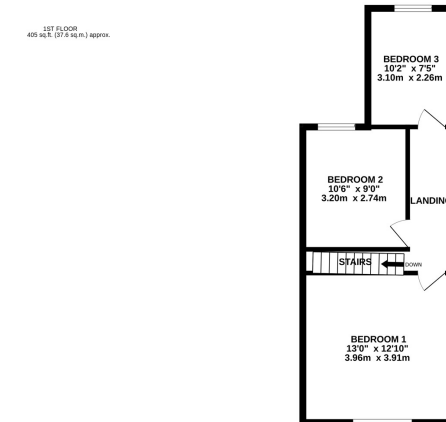 1ST FLOOR
405 sq.ft. (37.6 sq.m.) approx.
BEDROOM 3
10'2" x 7'5"
3.10m x 2.26m
BEDROOM 2
10'6" x 9'0"
3.20m x 2.74m
LANDING
STAIRS
DOWN
BEDROOM 1
13'0" x 12'10"
3.96m x 3.91m